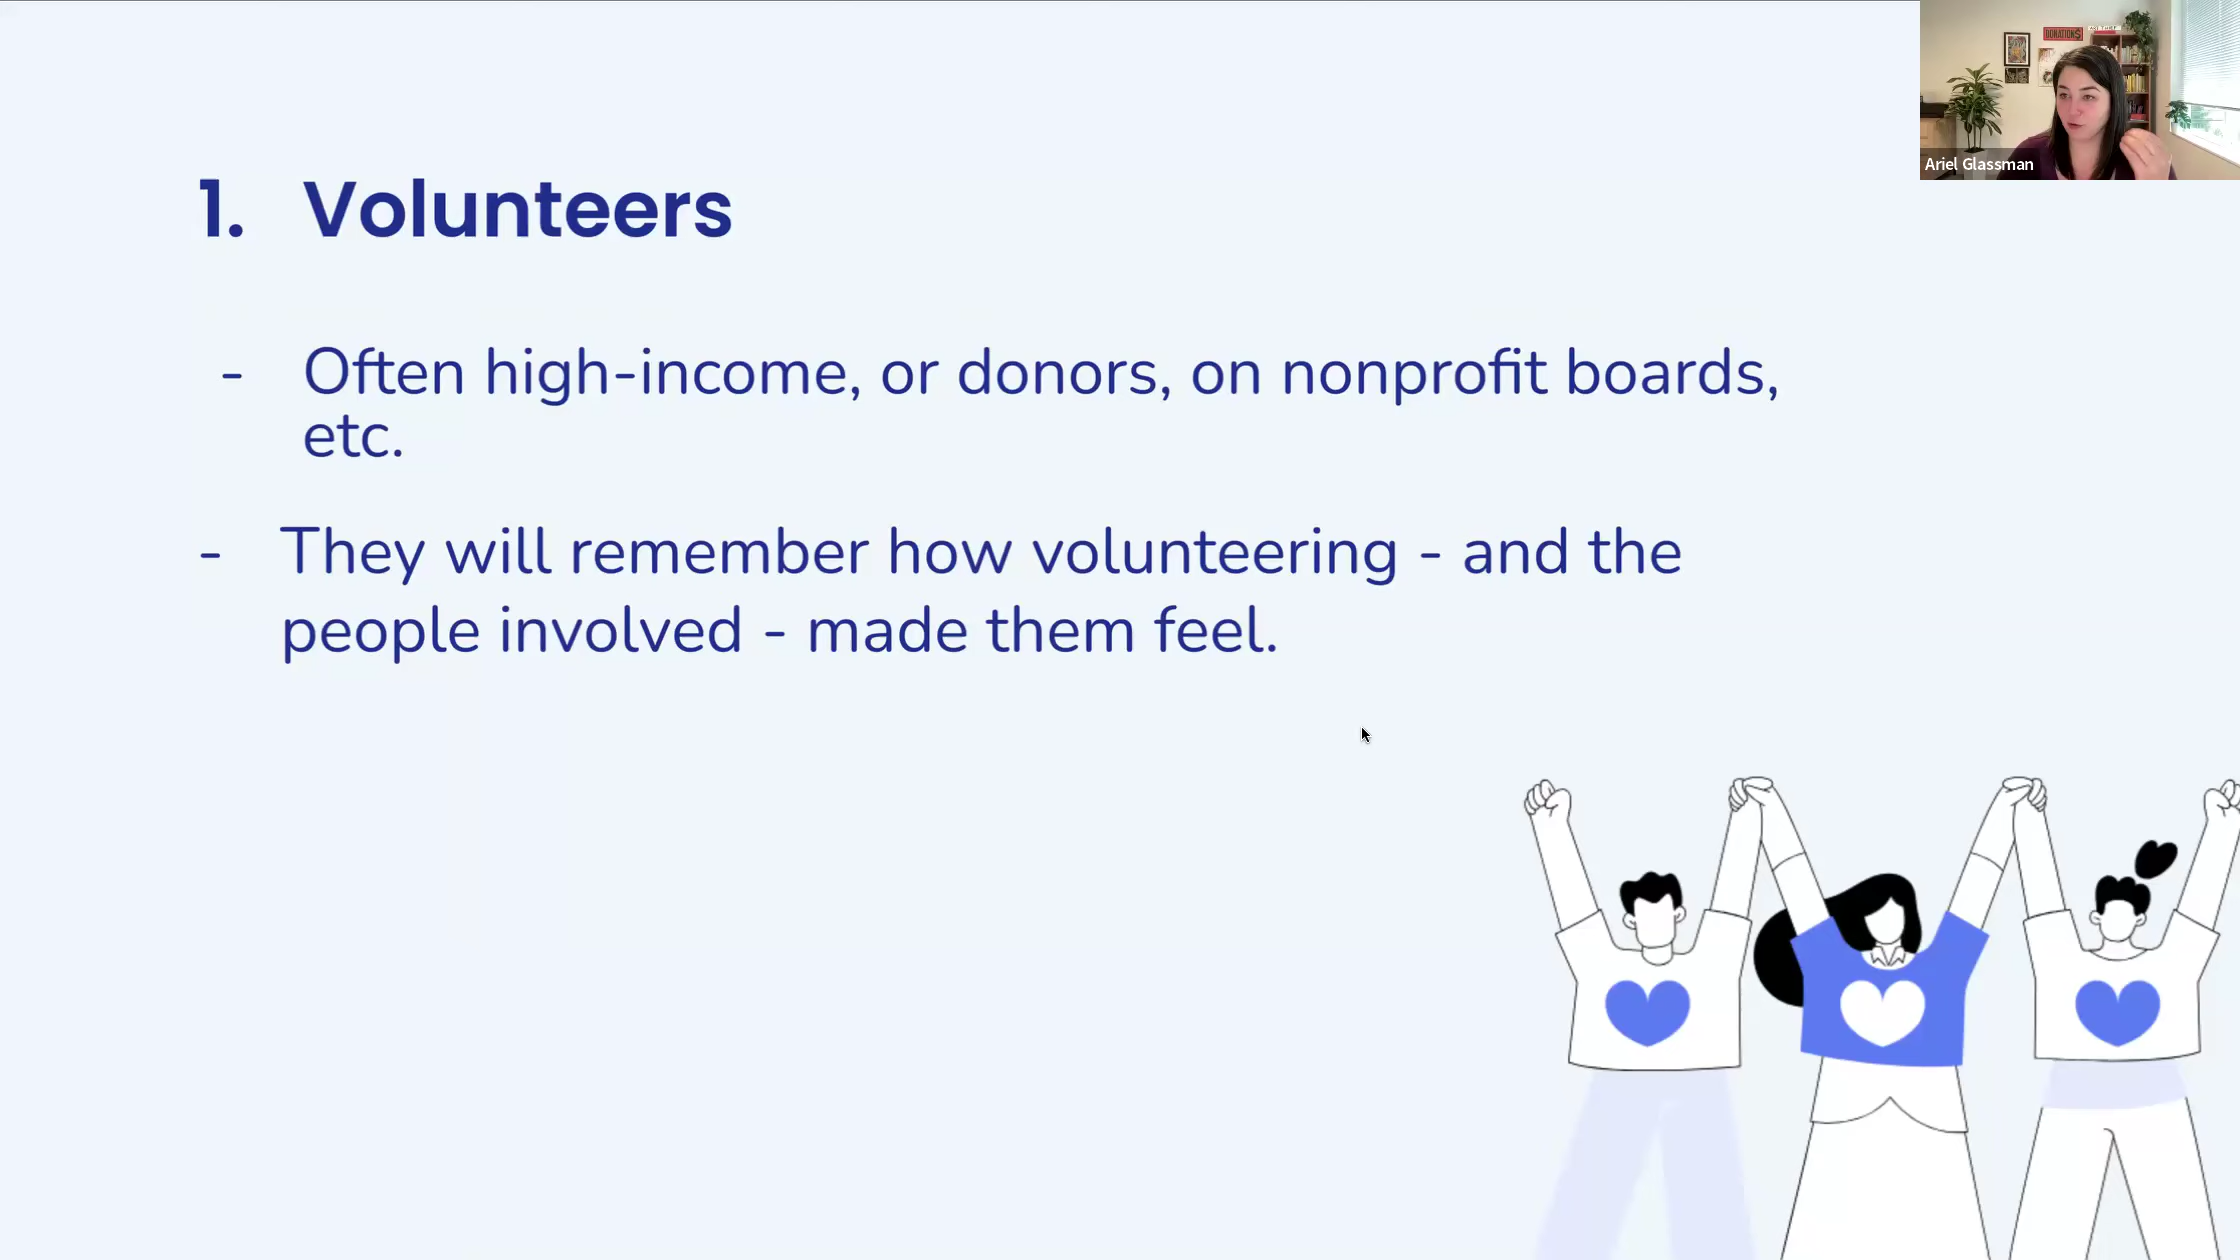 1. Volunteers
- Often high-income, or donors, on nonprofit boards,
etc.
- They will remember how volunteering - and the
people involved - made them feel.
DONATION$
Ariel Glassman